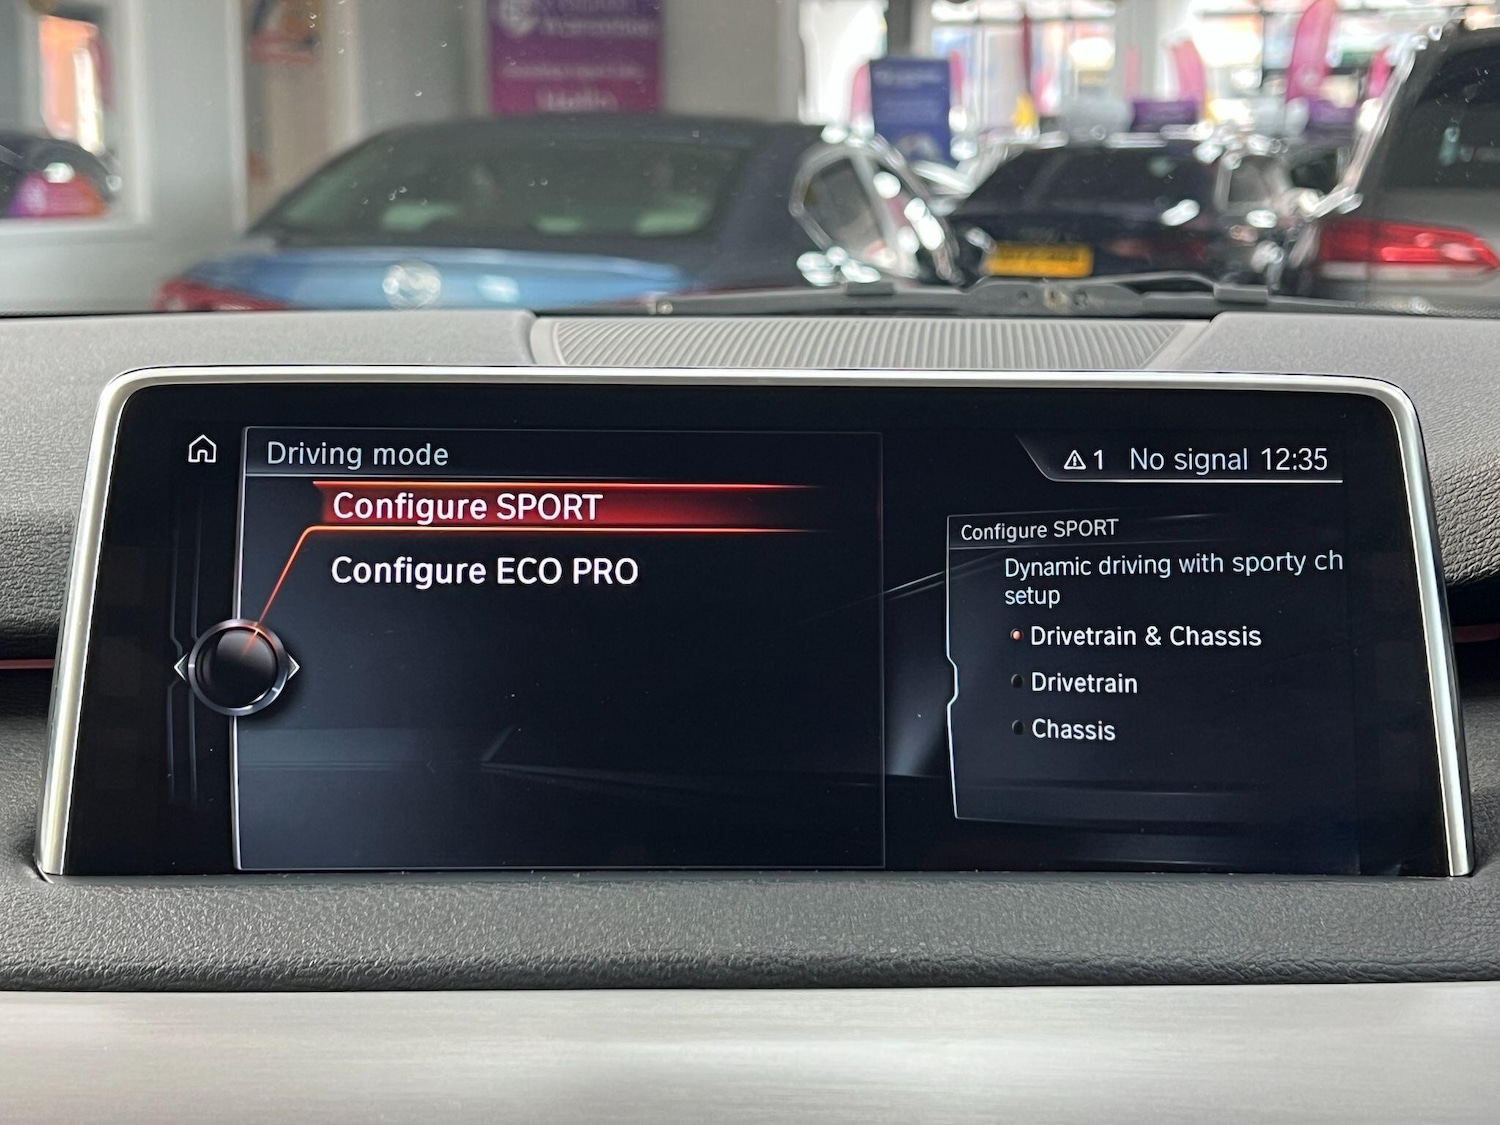 Driving mode
Configure SPORT
Configure ECO PRO
1 No signal 12:35
Configure SPORT
Dynamic driving with sporty ch
setup
Drivetrain & Chassis
Drivetrain
Chassis